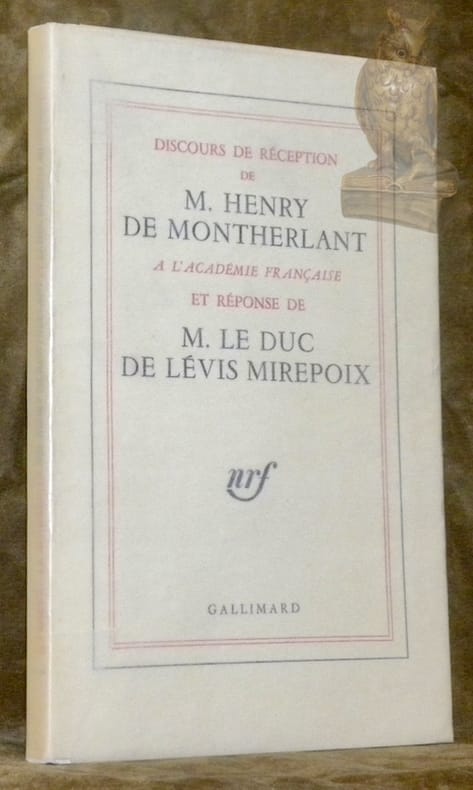 DISCOURS DE RÉCEPTION
DE
M. HENRY
DE MONTHERLANT
A L'ACADÉMIE FRANÇAISE
ET RÉPONSE DE
M. LE DUC
DE LÉVIS MIREPOIX
nrf
GALLIMARD